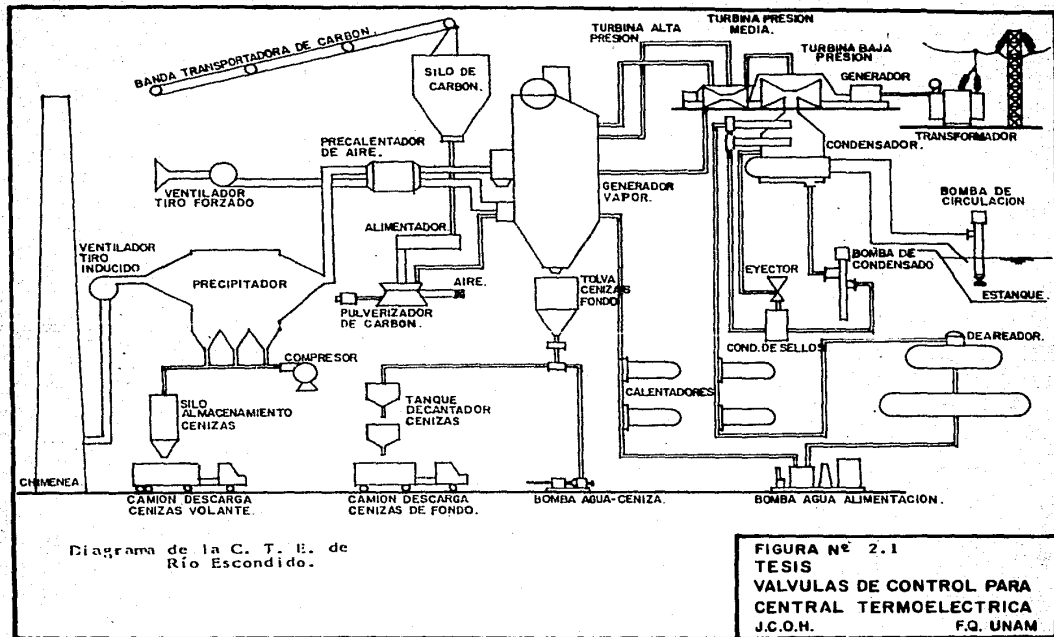 BANDA TRANSPORTADORA DE CARBON.
SILO DE
CARBON.
TURBINA ALTA
PRESION
TURBINA PRESION
MEDIA.
TURBINA BAJA
PRESION
GENERADOR
TRANSFORMADOR
PRECALENTADOR
DE AIRE.
VENTILADOR
TIRO FORZADO
GENERADOR
VAPOR.
CONDENSADOR.
BOMBA DE
CIRCULACION
VENTILADOR
TIRO
INDUCIDO
PRECIPITADOR
ALIMENTADOR
AIRE.
PULVERIZADOR
DE CARBON.
TOLVA
CENIZAS
FONDO
EYECTOR
BOMBA DE
CONDENSADO
ESTANQUE.
COND. DE SELLOS
DEAREADOR.
COMPRESOR
SILO
ALMACENAMIENTO
CENIZAS
TANQUE
DECANTADOR
CENIZAS
CALENTADORES
CHIMENEA.
CAMION DESCARGA
CENIZAS VOLANTE.
CAMION DESCARGA
CENIZAS DE FONDO.
BOMBA AGUA-CENIZA.
BOMBA AGUA ALIMENTACION.
Diagrama de la C. T. E. de
Río Escondido.
FIGURA Nº 2.1
TESIS
VALVULAS DE CONTROL PARA
CENTRAL TERMOELECTRICA
J.C.O.H. F.Q. UNAM